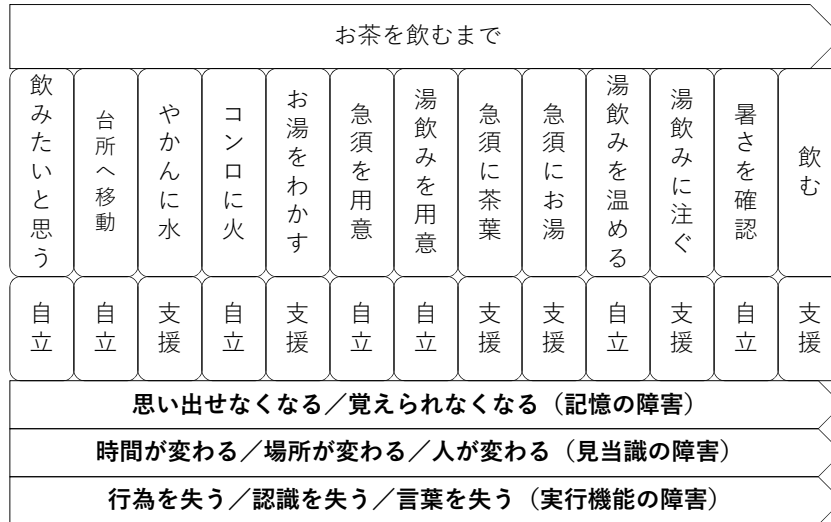 お茶を飲むまで
飲みたいと思う
台所へ移動
やかんに水
コンロに火
お湯をわかす
急須を用意
湯飲みを用意
急須に茶葉
急須にお湯
湯飲みを温める
湯飲みに注ぐ
暑さを確認
飲む
自立
自立
支援
自立
支援
自立
自立
支援
支援
自立
支援
自立
支援
思い出せなくなる／覚えられなくなる（記憶の障害）
時間が変わる／場所が変わる／人が変わる（見当識の障害）
行為を失う／認識を失う／言葉を失う（実行機能の障害）